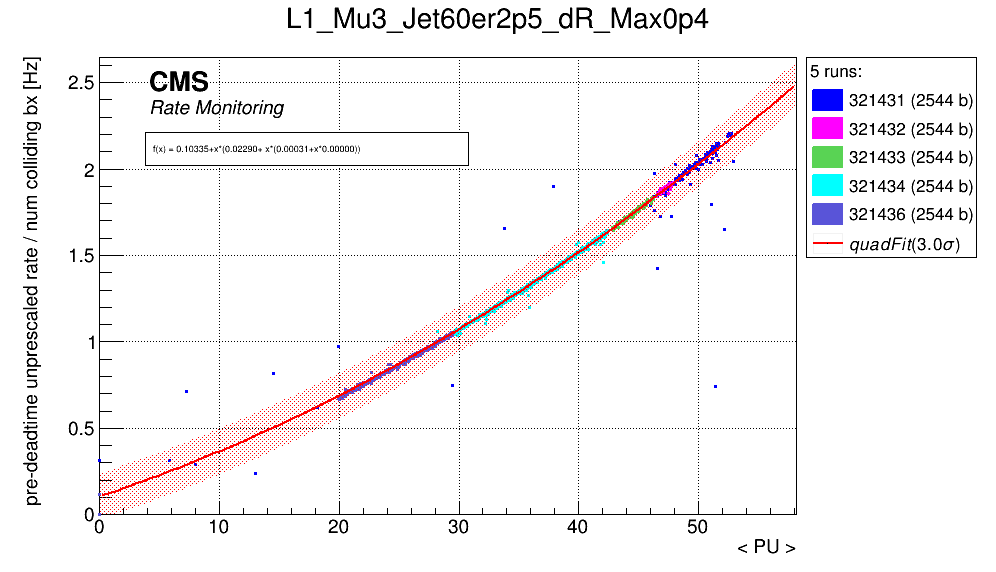 L1_Mu3_Jet60er2p5_dR_Max0p4
pre-deadtime unprescaled rate / num colliding bx [Hz]
CMS
Rate Monitoring
f(x) = 0.10335+x*(0.02290+ x*(0.00031+x*0.00000))
2.5
2
1.5
1
0.5
0
0 10 20 30 40 50
< PU >
5 runs:
321431 (2544 b)
321432 (2544 b)
321433 (2544 b)
321434 (2544 b)
321436 (2544 b)
quadFit(3.0σ)